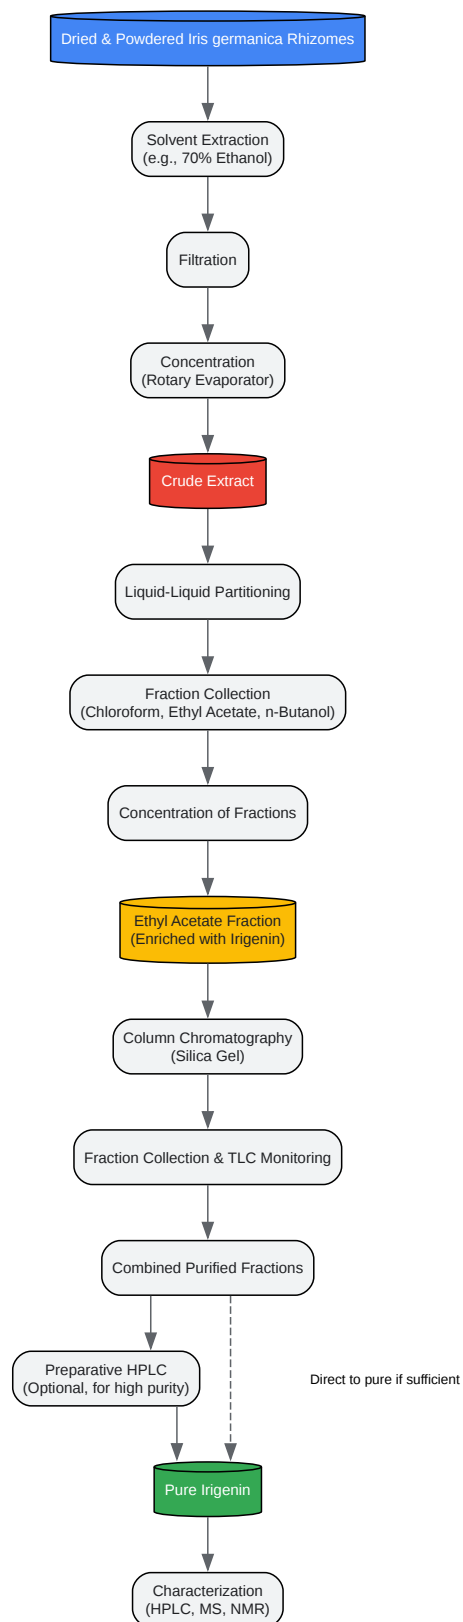 Dried & Powdered Iris germanica Rhizomes
Solvent Extraction
(e.g., 70% Ethanol)
Filtration
Concentration
(Rotary Evaporator)
Crude Extract
Liquid-Liquid Partitioning
Fraction Collection
(Chloroform, Ethyl Acetate, n-Butanol)
Concentration of Fractions
Ethyl Acetate Fraction
(Enriched with Irigenin)
Column Chromatography
(Silica Gel)
Fraction Collection & TLC Monitoring
Combined Purified Fractions
Preparative HPLC
(Optional, for high purity)
Direct to pure if sufficient
Pure Irigenin
Characterization
(HPLC, MS, NMR)